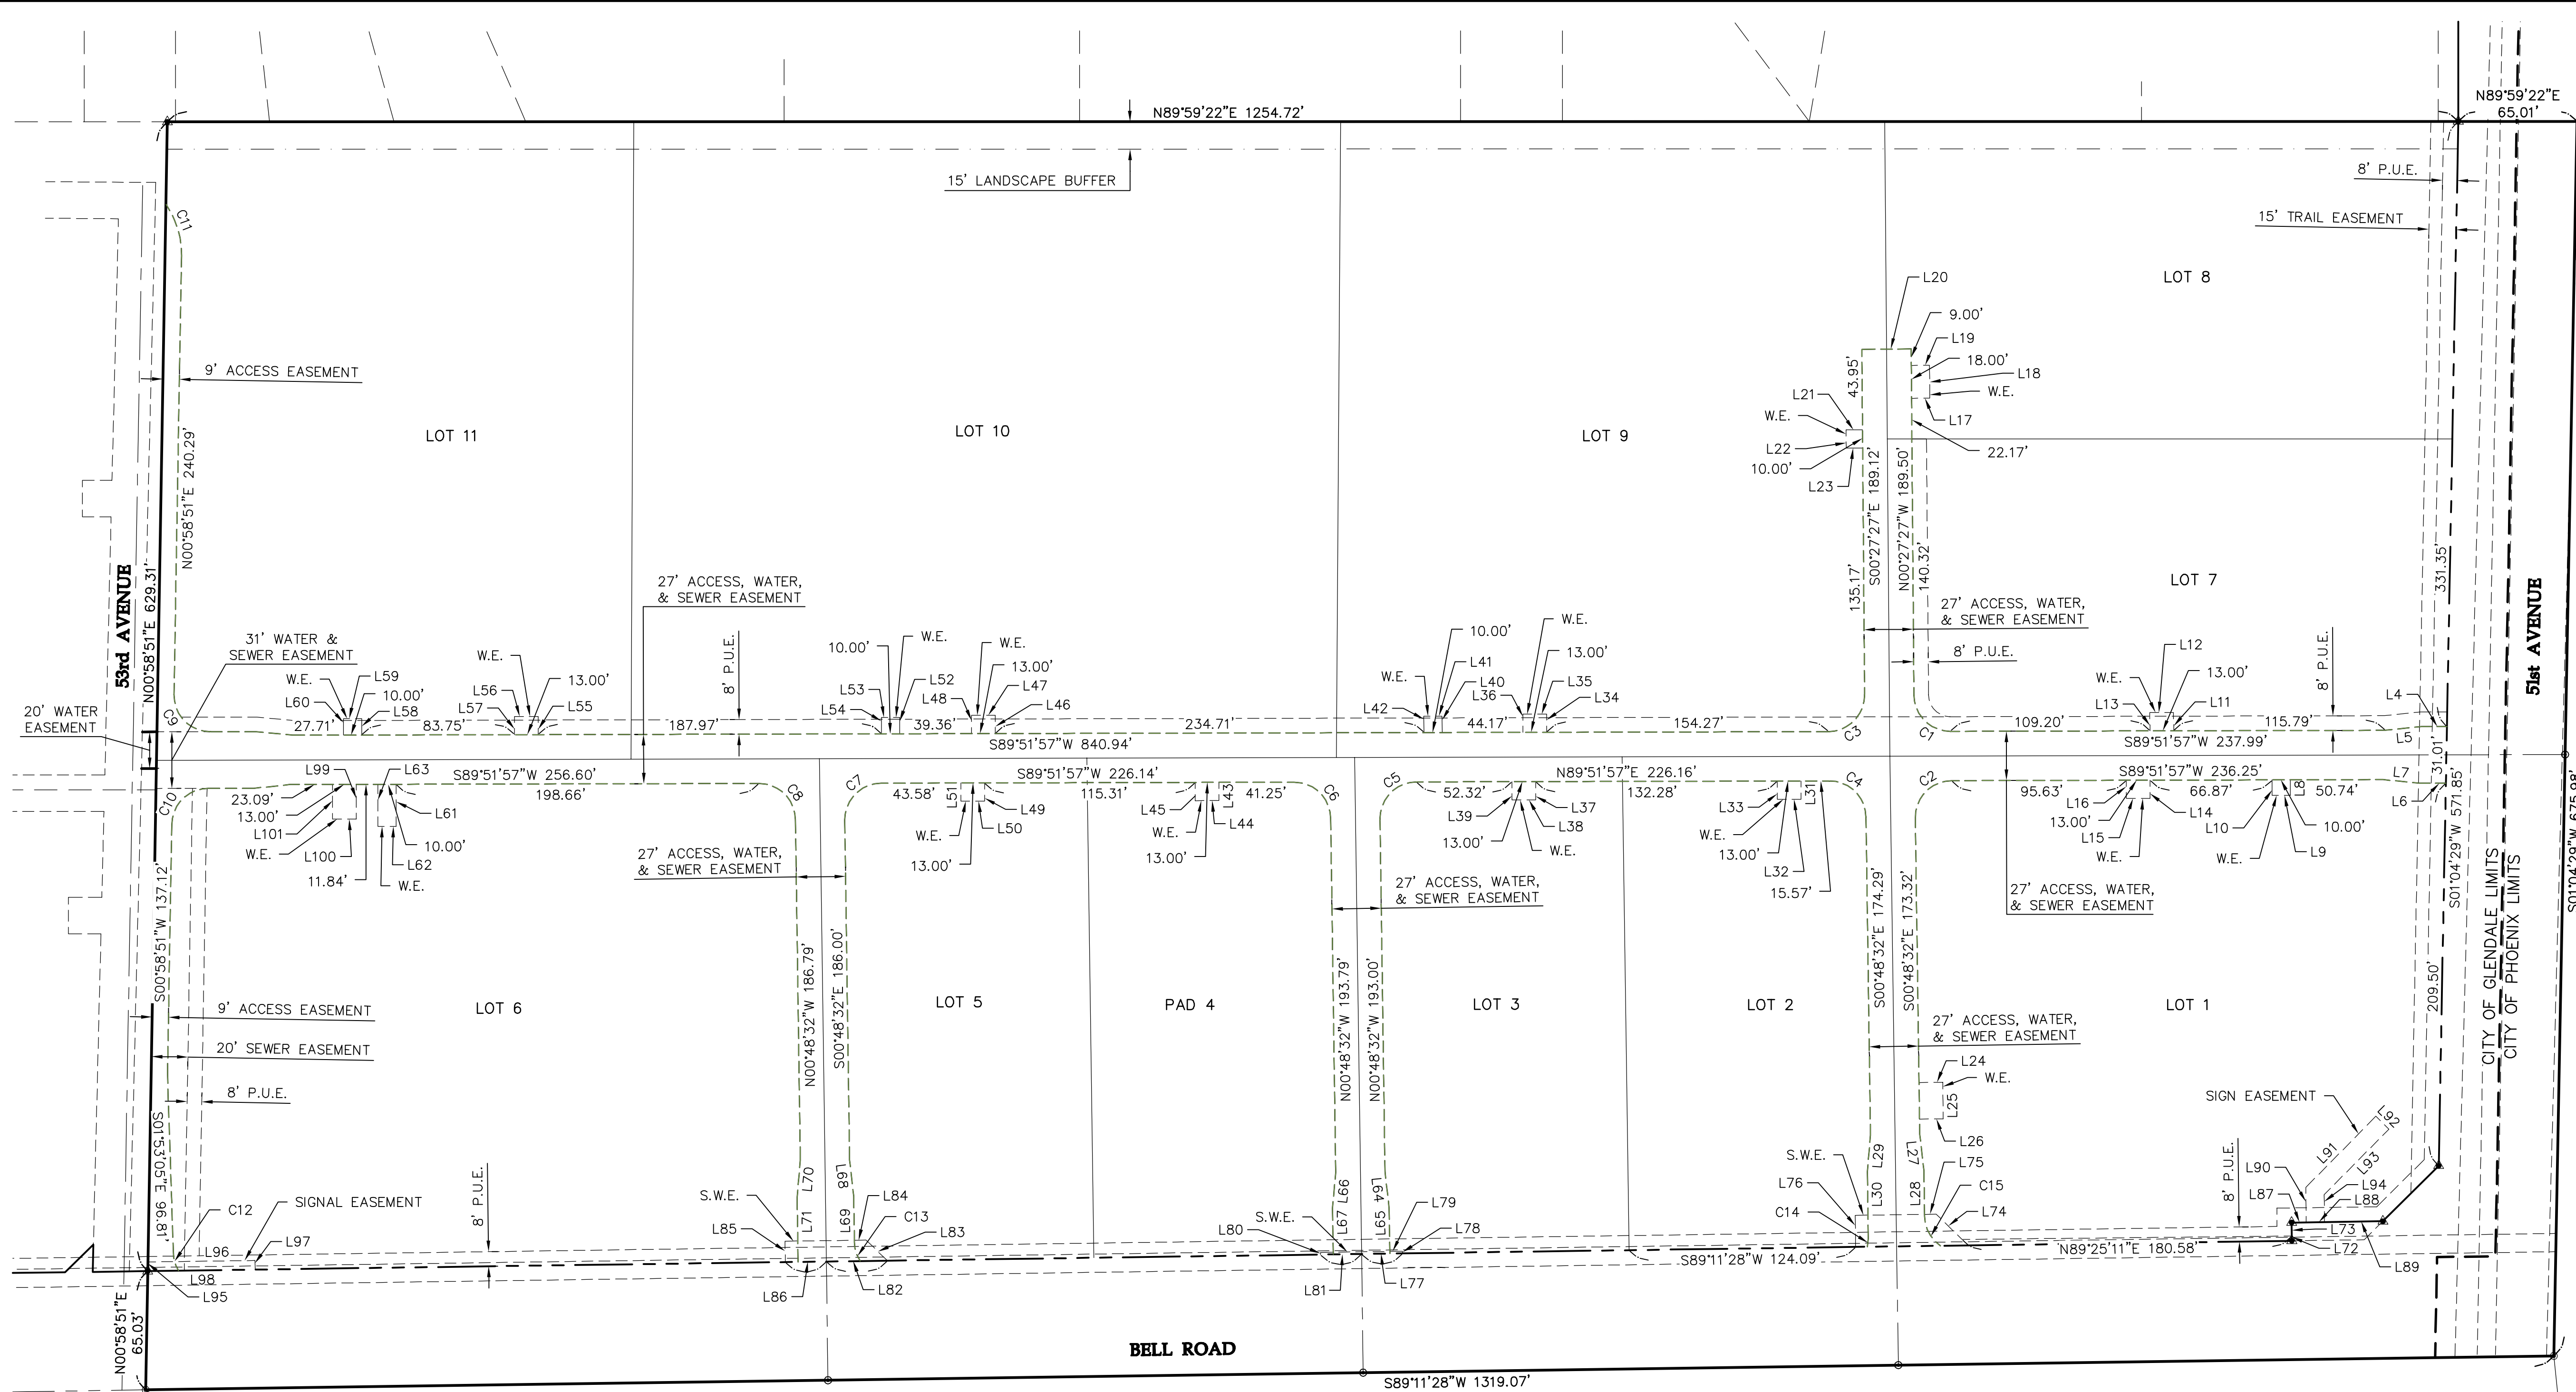 N89°59'22"E 1254.72'
N89°59'22"E
65.01'
15' LANDSCAPE BUFFER
8' P.U.E.
15' TRAIL EASEMENT
C11
LOT 8
L20
9.00'
L19
18.00'
L18
W.E.
L17
22.17'
43.95'
L21
W.E.
L22
10.00'
L23
9' ACCESS EASEMENT
LOT 11
LOT 10
LOT 9
N00°58'51"E 240.29'
S00°27'27"E 189.12'
N00°27'27"W 189.50'
135.17'
140.32'
331.35'
LOT 7
53rd AVENUE
N00°58'51"E 629.31'
51st AVENUE
27' ACCESS, WATER,
& SEWER EASEMENT
27' ACCESS, WATER,
& SEWER EASEMENT
8' P.U.E.
31' WATER &
SEWER EASEMENT
20' WATER
EASEMENT
C9
W.E.
L60
L59
10.00'
L58
27.71'
83.75'
W.E.
L56
L57
13.00'
L55
187.97'
8' P.U.E.
10.00'
W.E.
L53
L54
L52
39.36'
W.E.
13.00'
L48
L47
L46
S89°51'57"W 840.94'
234.71'
W.E.
L42
10.00'
L41
L40
44.17'
W.E.
13.00'
L36
L35
L34
154.27'
C3
C1
109.20'
W.E.
L12
13.00'
L13
L11
S89°51'57"W 237.99'
115.79'
8' P.U.E.
L4
L5
31.01'
C10
23.09'
13.00'
L101
W.E.
L99
L63
L100
11.84'
L61
10.00'
L62
W.E.
S89°51'57"W 256.60'
198.66'
C8
C7
43.58'
L51
S89°51'57"W 226.14'
L49
L50
W.E.
13.00'
115.31'
L45
L43
L44
W.E.
13.00'
41.25'
C6
C5
52.32'
N89°51'57"E 226.16'
L39
L37
L38
13.00'
W.E.
132.28'
L33
L31
W.E.
13.00'
L32
15.57'
C4
C2
95.63'
S89°51'57"W 236.25'
L16
13.00'
L15
L14
W.E.
66.87'
L8
L10
W.E.
10.00'
L9
50.74'
L7
L6
27' ACCESS, WATER,
& SEWER EASEMENT
27' ACCESS, WATER,
& SEWER EASEMENT
27' ACCESS, WATER,
& SEWER EASEMENT
S01°04'29"W 571.85'
S01°04'29"W 675.98'
CITY OF GLENDALE LIMITS
CITY OF PHOENIX LIMITS
S00°58'51"W 137.12'
9' ACCESS EASEMENT
20' SEWER EASEMENT
8' P.U.E.
LOT 6
N00°48'32"W 186.79'
S00°48'32"E 186.00'
LOT 5
PAD 4
N00°48'32"W 193.79'
N00°48'32"W 193.00'
LOT 3
LOT 2
S00°48'32"E 174.29'
S00°48'32"E 173.32'
LOT 1
209.50'
27' ACCESS, WATER,
& SEWER EASEMENT
L24
W.E.
L25
L26
SIGN EASEMENT
L92
L91
L93
L90
L94
L87
L88
L73
L72
L89
8' P.U.E.
S01°53'05"E 96.81'
C12
SIGNAL EASEMENT
L96
L97
L98
L95
8' P.U.E.
S.W.E.
L85
L70
L71
L68
L69
L84
C13
L83
L82
L86
S.W.E.
L80
L66
L67
L64
L65
L79
L78
L77
L81
S.W.E.
L76
C14
L29
L30
L27
L28
L75
C15
L74
S89°11'28"W 124.09'
N89°25'11"E 180.58'
N00°58'51"E
65.03'
BELL ROAD
S89°11'28"W 1319.07'